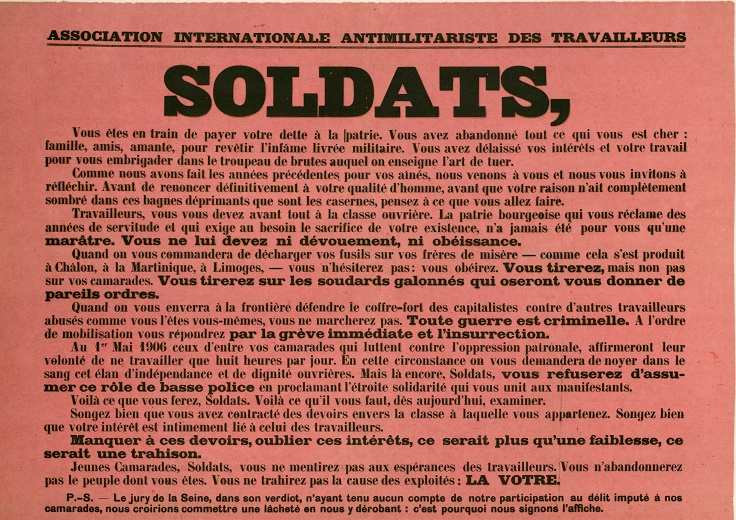 ASSOCIATION INTERNATIONALE ANTIMILITARISTE DES TRAVAILLEURS
SOLDATS,
Vous êtes en train de payer votre dette à la patrie. Vous avez abandonné tout ce qui vous est cher :
famille, amis, amante, pour revêtir l'infâme livrée militaire. Vous avez délaissé vos intérêts et votre travail
pour vous embrigader dans le troupeau de brutes auquel on enseigne l'art de tuer.
Comme nous avons fait les années précédentes pour vos aînés, nous venons à vous et nous vous invitons à
réfléchir. Avant de renoncer définitivement à votre qualité d'homme, avant que votre raison n'ait complètement
sombré dans ces bagnes déprimants que sont les casernes, pensez à ce que vous allez faire.
Travailleurs, vous vous devez avant tout à la classe ouvrière. La patrie bourgeoise qui vous réclame des
années de servitude et qui exige au besoin le sacrifice de votre existence, n'a jamais été pour vous qu'une
marâtre. Vous ne lui devez ni dévouement, ni obéissance.
Quand on vous commandera de décharger vos fusils sur vos frères de misère — comme cela s'est produit
à Châlon, à la Martinique, à Limoges, — vous n'hésiterez pas : vous obéirez. Vous tirerez, mais non pas
sur vos camarades. Vous tirerez sur les soudards galonnés qui oseront vous donner de
pareils ordres.
Quand on vous enverra à la frontière défendre le coffre-fort des capitalistes contre d'autres travailleurs
abusés comme vous l'êtes vous-mêmes, vous ne marcherez pas. Toute guerre est criminelle. A l'ordre
de mobilisation vous répondrez par la grève immédiate et l'insurrection.
Au 1er Mai 1906 ceux d'entre vos camarades qui luttent contre l'oppression patronale, affirmeront leur
volonté de ne travailler que huit heures par jour. En cette circonstance on vous demandera de noyer dans le
sang cet élan d'indépendance et de dignité ouvrières. Mais là encore, Soldats, vous refuserez d'assu-
mer ce rôle de basse police en proclamant l'étroite solidarité qui vous unit aux manifestants.
Voilà ce que vous ferez, Soldats. Voilà ce qu'il vous faut, dès aujourd'hui, examiner.
Songez bien que vous avez contracté des devoirs envers la classe à laquelle vous appartenez. Songez bien
que votre intérêt est intimement lié à celui des travailleurs.
Manquer à ces devoirs, oublier ces intérêts, ce serait plus qu'une faiblesse, ce
serait une trahison.
Jeunes Camarades, Soldats, vous ne mentirez pas aux espérances des travailleurs. Vous n'abandonnerez
pas le peuple dont vous êtes. Vous ne trahirez pas la cause des exploités : LA VOTRE.
P.-S. — Le jury de la Seine, dans son verdict, n'ayant tenu aucun compte de notre participation au délit imputé à nos
camarades, nous croirions commettre une lâcheté en nous y dérobant : c'est pourquoi nous signons l'affiche.